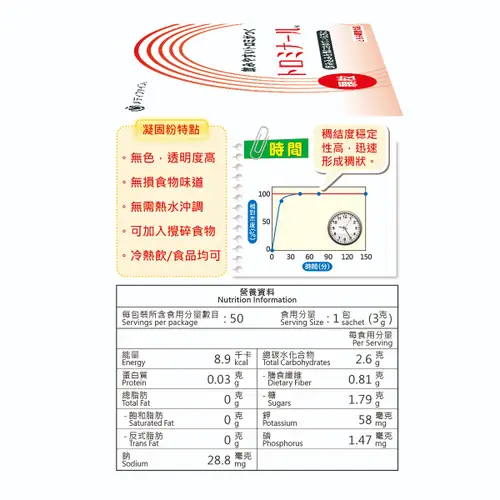 トロミナール®
凝固粉特點
無色，透明度高
無損食物味道
無需熱水沖調
可加入攪碎食物
冷熱飲/食品均可
時間
稠結度穩定
性高，迅速
形成稠狀。
100
50
0
0 30 60 90 120 150
時間(分)
營養資料
Nutrition Information
每包裝所含食用分量數目
Servings per package : 50
食用分量
Serving Size : 1 包 sachet (3克 g)
每食用分量
Per Serving
能量
Energy 8.9 千卡 kcal
總碳水化合物
Total Carbohydrates 2.6 克 g
蛋白質
Protein 0.03 克 g
- 膳食纖維
Dietary Fiber 0.81 克 g
總脂肪
Total Fat 0 克 g
- 糖
Sugars 1.79 克 g
- 飽和脂肪
Saturated Fat 0 克 g
鉀
Potassium 58 毫克 mg
- 反式脂肪
Trans Fat 0 克 g
磷
Phosphorus 1.47 毫克 mg
鈉
Sodium 28.8 毫克 mg